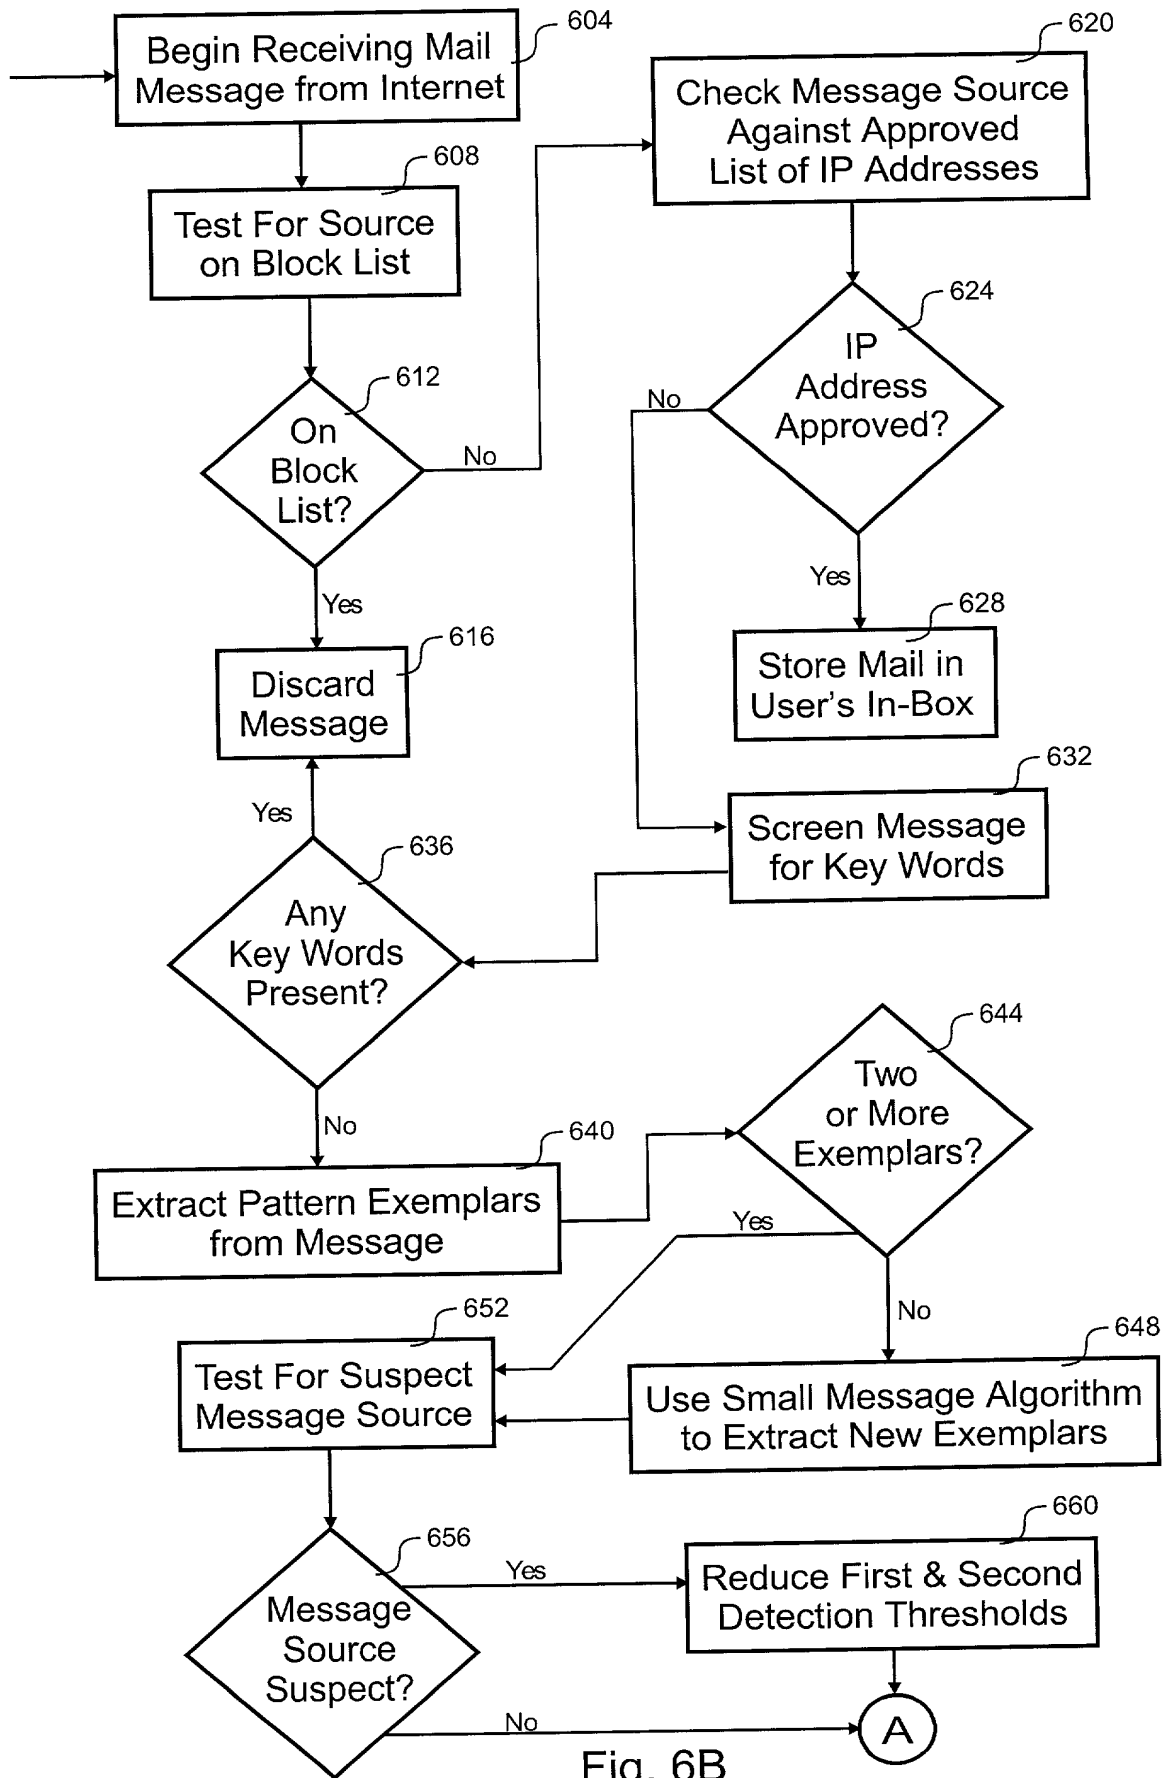 604
Begin Receiving Mail
Message from Internet
608
Test For Source
on Block List
612
On
Block
List?
No
Yes
616
Discard
Message
620
Check Message Source
Against Approved
List of IP Addresses
624
IP
Address
Approved?
No
Yes
628
Store Mail in
User's In-Box
632
Screen Message
for Key Words
Yes
636
Any
Key Words
Present?
No
640
Extract Pattern Exemplars
from Message
644
Two
or More
Exemplars?
Yes
No
648
Use Small Message Algorithm
to Extract New Exemplars
652
Test For Suspect
Message Source
656
Message
Source
Suspect?
Yes
No
660
Reduce First & Second
Detection Thresholds
A
Fig. 6B